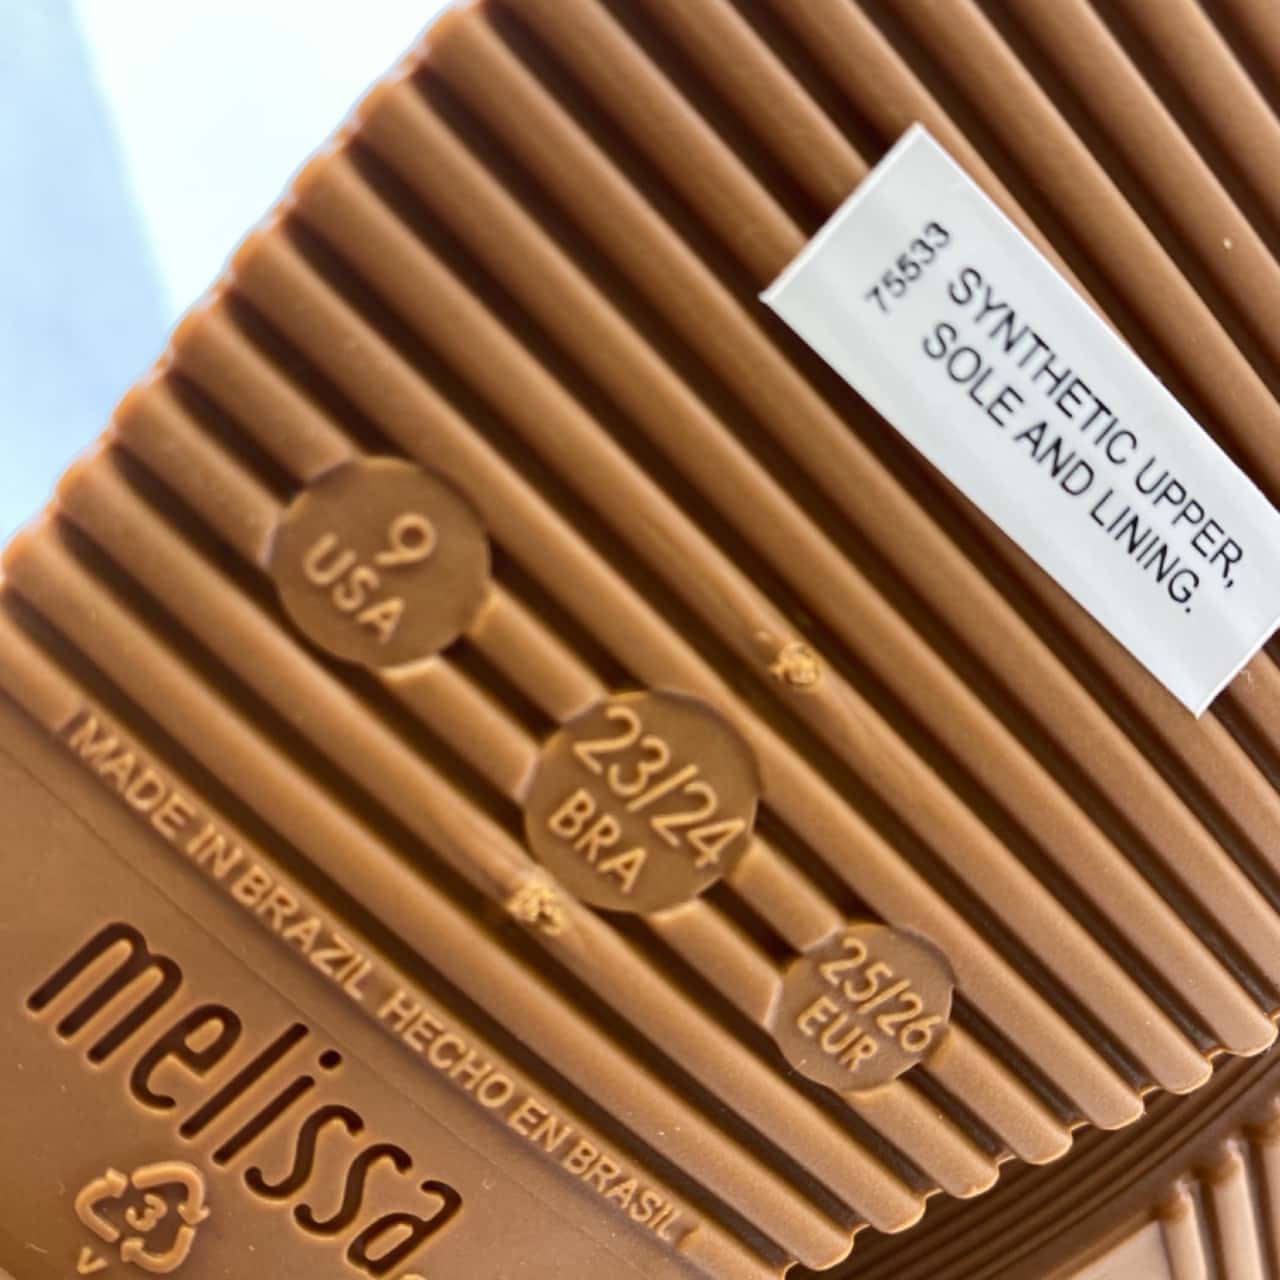 75533
SYNTHETIC UPPER,
SOLE AND LINING.
9
USA
23/24
BRA
25/26
EUR
MADE IN BRAZIL HECHO EN BRASIL
melissa
3
V